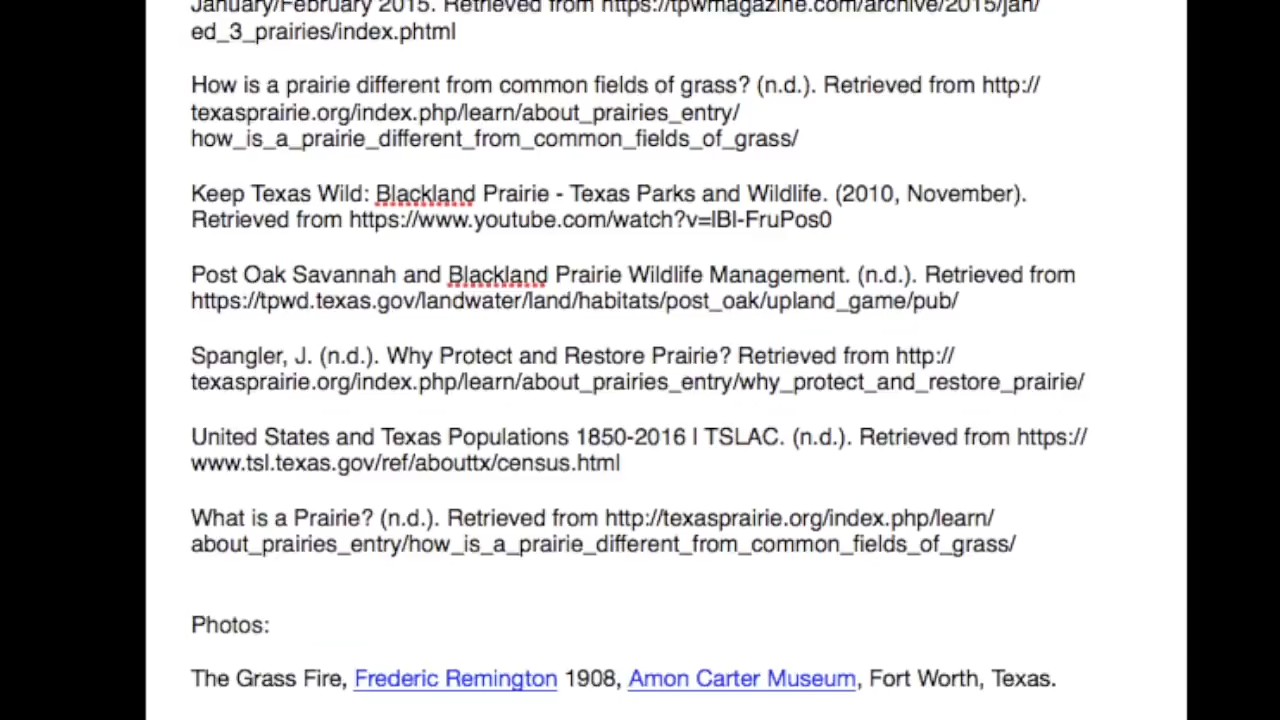 January/February 2015. Retrieved from https://tpwmagazine.com/archive/2015/jan/
ed_3_prairies/index.phtml
How is a prairie different from common fields of grass? (n.d.). Retrieved from http://
texasprairie.org/index.php/learn/about_prairies_entry/
how_is_a_prairie_different_from_common_fields_of_grass/
Keep Texas Wild: Blackland Prairie - Texas Parks and Wildlife. (2010, November).
Retrieved from https://www.youtube.com/watch?v=lBl-FruPos0
Post Oak Savannah and Blackland Prairie Wildlife Management. (n.d.). Retrieved from
https://tpwd.texas.gov/landwater/land/habitats/post_oak/upland_game/pub/
Spangler, J. (n.d.). Why Protect and Restore Prairie? Retrieved from http://
texasprairie.org/index.php/learn/about_prairies_entry/why_protect_and_restore_prairie/
United States and Texas Populations 1850-2016 | TSLAC. (n.d.). Retrieved from https://
www.tsl.texas.gov/ref/abouttx/census.html
What is a Prairie? (n.d.). Retrieved from http://texasprairie.org/index.php/learn/
about_prairies_entry/how_is_a_prairie_different_from_common_fields_of_grass/
Photos:
The Grass Fire, Frederic Remington 1908, Amon Carter Museum, Fort Worth, Texas.